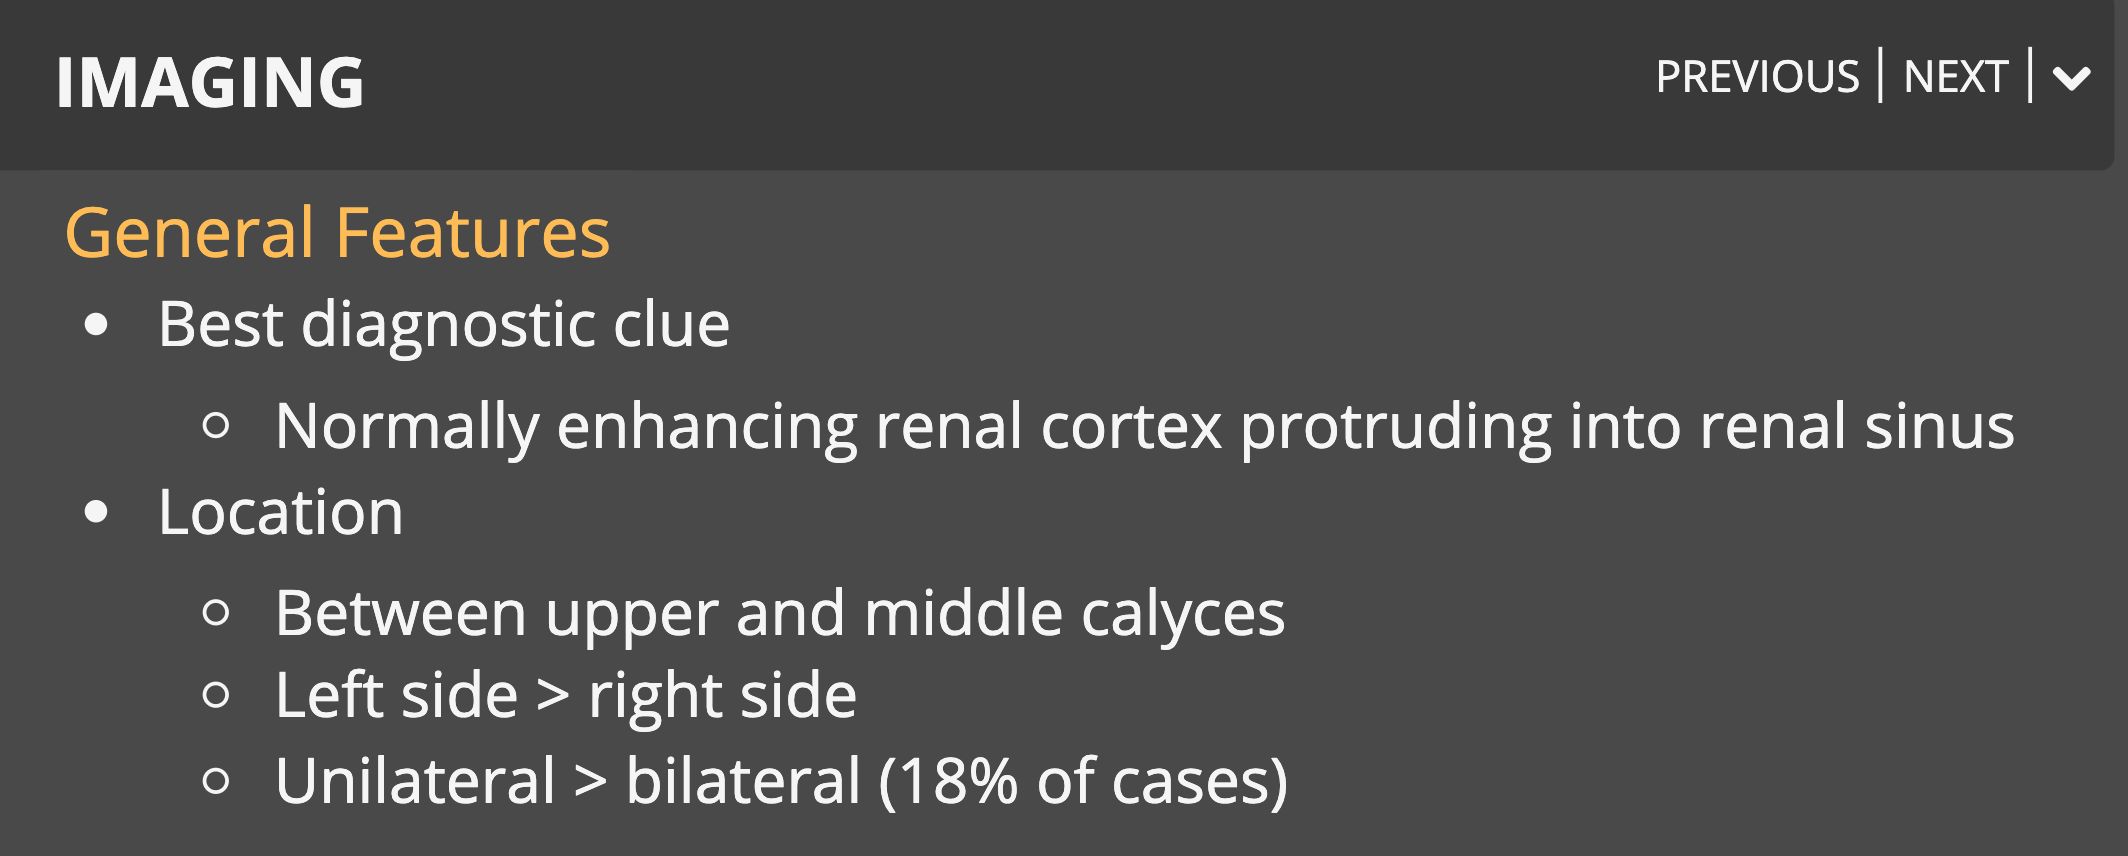 IMAGING
PREVIOUS | NEXT |
General Features
• Best diagnostic clue
○ Normally enhancing renal cortex protruding into renal sinus
• Location
○ Between upper and middle calyces
○ Left side > right side
○ Unilateral > bilateral (18% of cases)